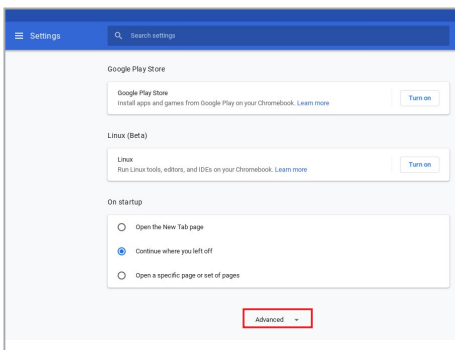 Settings
Search settings
Google Play Store
Google Play Store
Install apps and games from Google Play on your Chromebook. Learn more
Turn on
Linux (Beta)
Linux
Run Linux tools, editors, and IDEs on your Chromebook. Learn more
Turn on
On startup
Open the New Tab page
Continue where you left off
Open a specific page or set of pages
Advanced